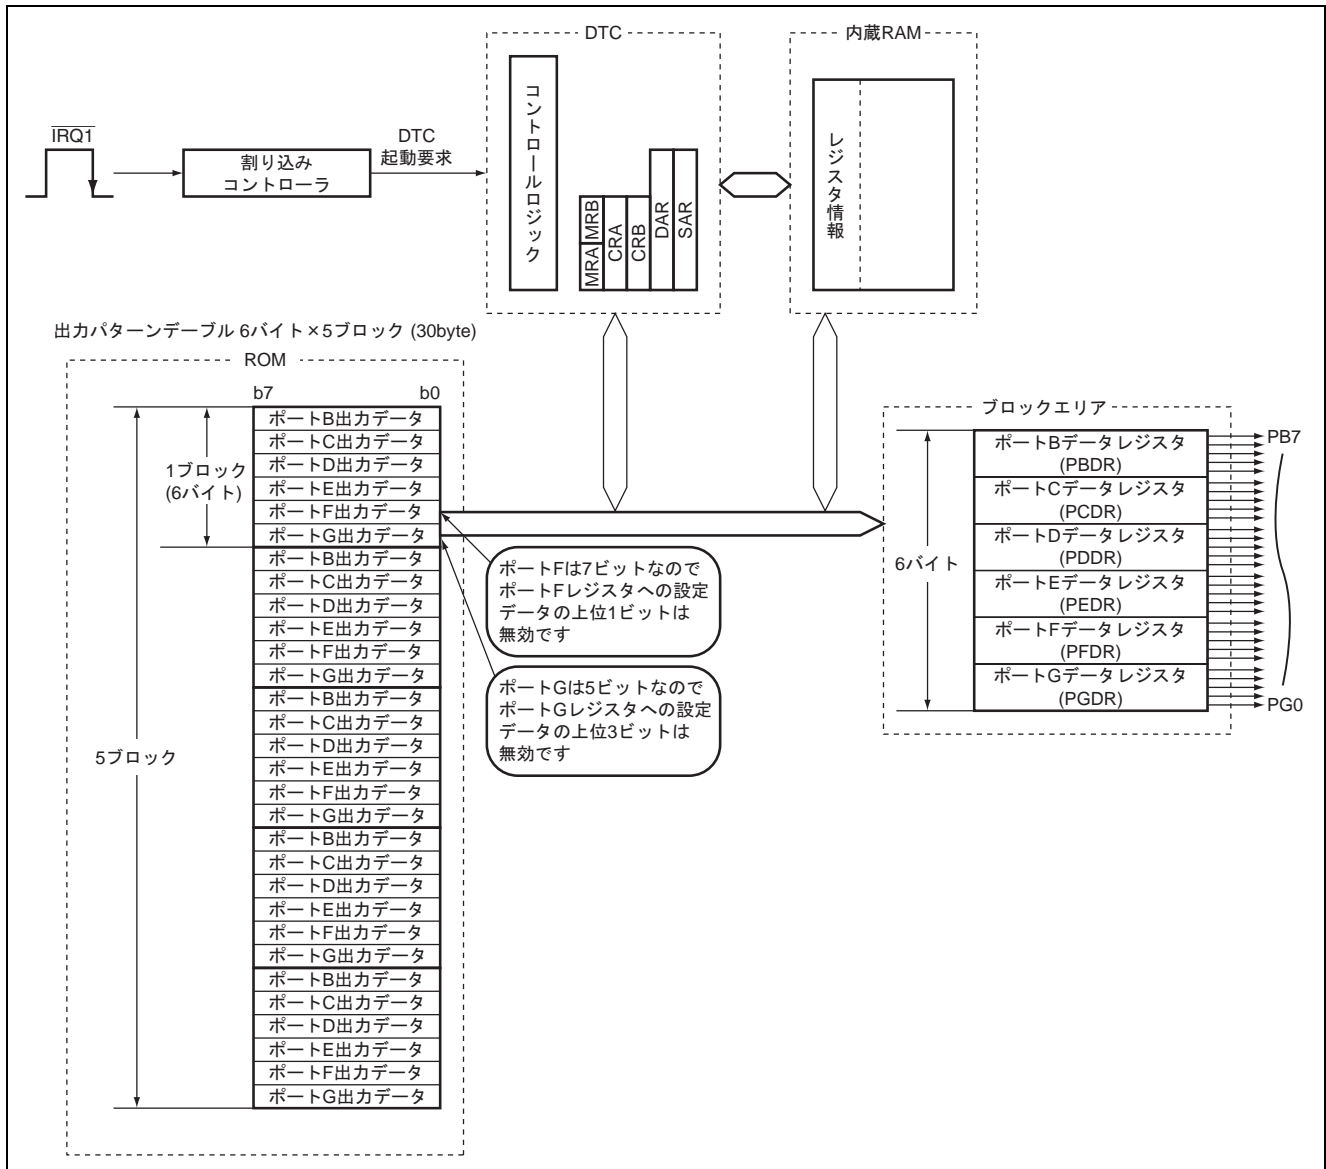 DTC
内蔵RAM
コントロールロジック
MRA
MRB
CRA
CRB
DAR
SAR
レジスタ情報
IRQ1
割り込み
コントローラ
DTC
起動要求
出力パターンデーブル 6バイト×5ブロック (30byte)
ROM
b7
b0
ポートB出力データ
ポートC出力データ
ポートD出力データ
ポートE出力データ
ポートF出力データ
ポートG出力データ
ポートB出力データ
ポートC出力データ
ポートD出力データ
ポートE出力データ
ポートF出力データ
ポートG出力データ
ポートB出力データ
ポートC出力データ
ポートD出力データ
ポートE出力データ
ポートF出力データ
ポートG出力データ
ポートB出力データ
ポートC出力データ
ポートD出力データ
ポートE出力データ
ポートF出力データ
ポートG出力データ
ポートB出力データ
ポートC出力データ
ポートD出力データ
ポートE出力データ
ポートF出力データ
ポートG出力データ
1ブロック
(6バイト)
5ブロック
ポートFは7ビットなので
ポートFレジスタへの設定
データの上位1ビットは
無効です
ポートGは5ビットなので
ポートGレジスタへの設定
データの上位3ビットは
無効です
ブロックエリア
6バイト
ポートBデータレジスタ
(PBDR)
ポートCデータレジスタ
(PCDR)
ポートDデータレジスタ
(PDDR)
ポートEデータレジスタ
(PEDR)
ポートFデータレジスタ
(PFDR)
ポートGデータレジスタ
(PGDR)
PB7
PG0